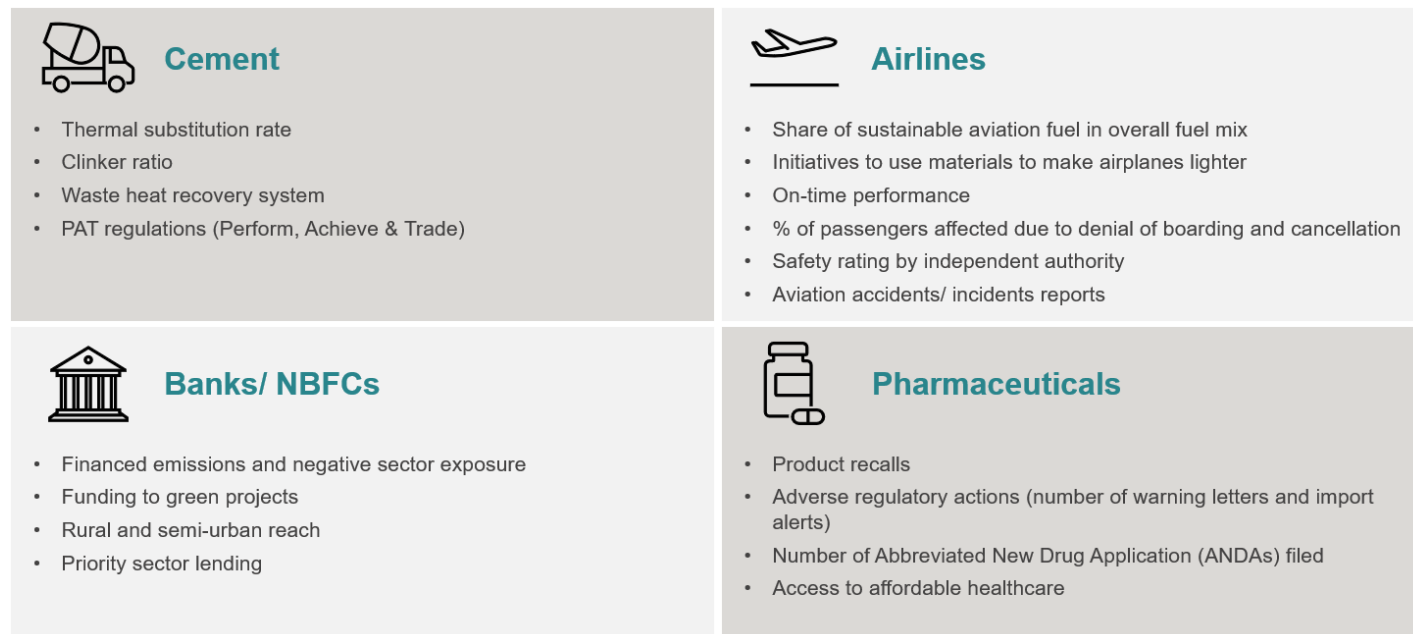 Cement
• Thermal substitution rate
• Clinker ratio
• Waste heat recovery system
• PAT regulations (Perform, Achieve & Trade)
Airlines
• Share of sustainable aviation fuel in overall fuel mix
• Initiatives to use materials to make airplanes lighter
• On-time performance
• % of passengers affected due to denial of boarding and cancellation
• Safety rating by independent authority
• Aviation accidents/ incidents reports
Banks/ NBFCs
• Financed emissions and negative sector exposure
• Funding to green projects
• Rural and semi-urban reach
• Priority sector lending
Pharmaceuticals
• Product recalls
• Adverse regulatory actions (number of warning letters and import
alerts)
• Number of Abbreviated New Drug Application (ANDAs) filed
• Access to affordable healthcare